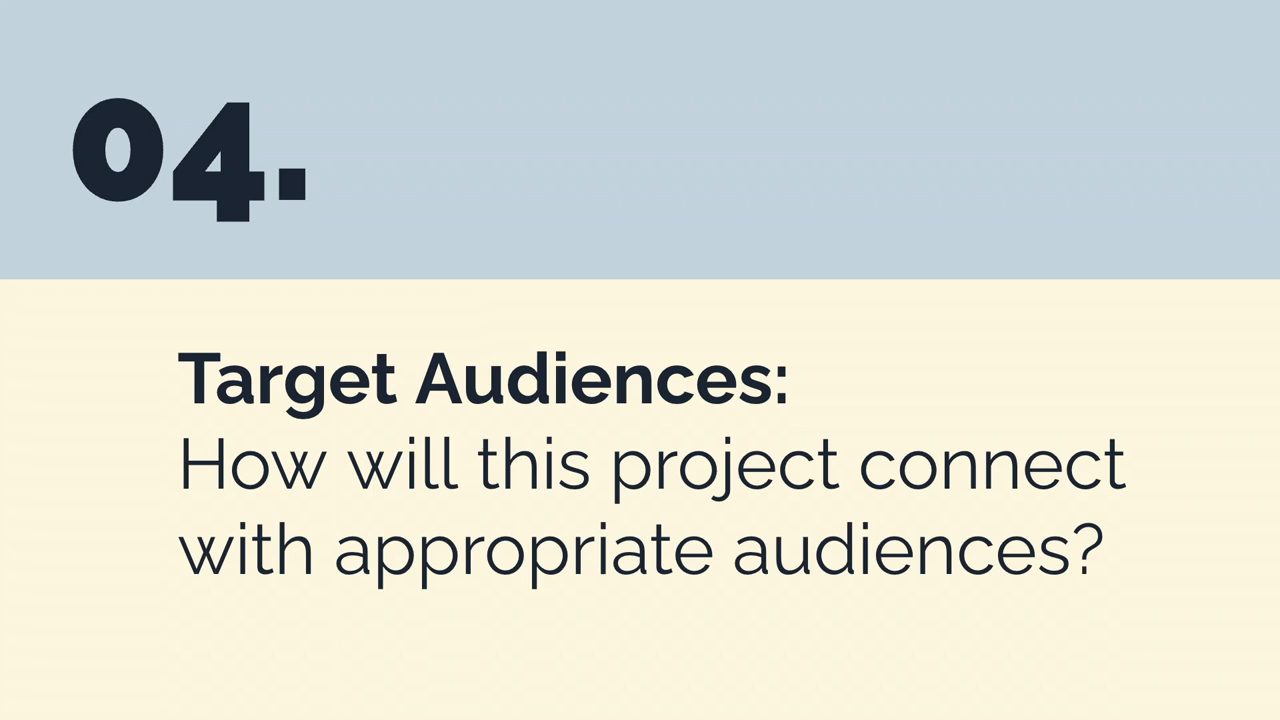 04.
Target Audiences:
How will this project connect
with appropriate audiences?